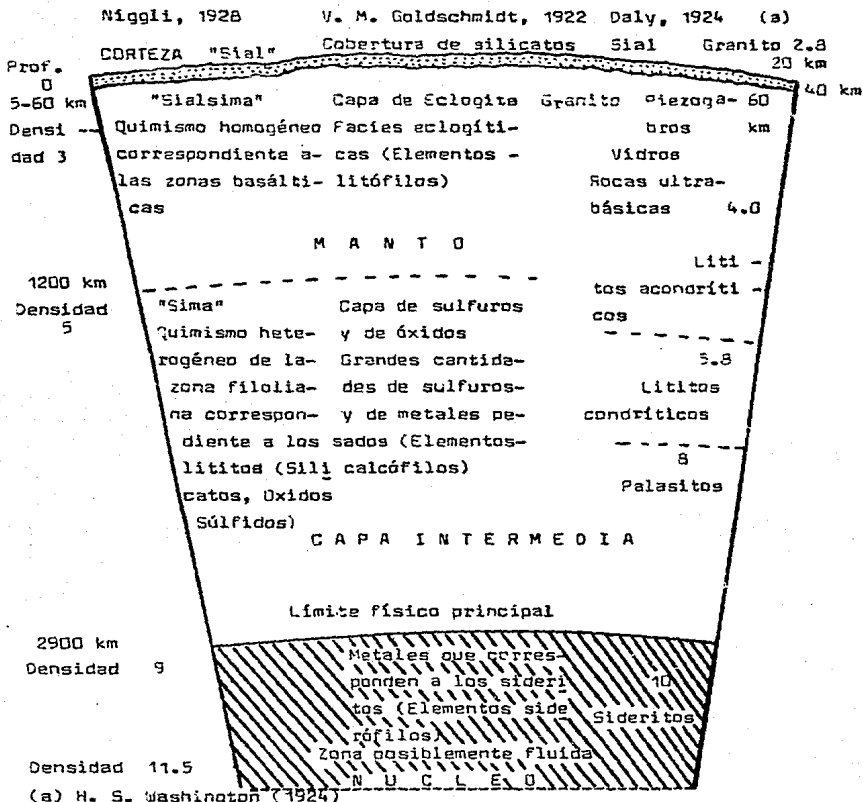 Niggli, 1928 V. M. Goldschmidt, 1922 Daly, 1924 (a)
CORTEZA "Sial" Cobertura de silicatos Sial Granito 2.8
Prof. 20 km
0 40 km
5-60 km "Sialsima" Capa de Eclogita Granito Piezoga- 60
Densi -- Quimismo homogéneo Facies eclogíti- bros km
dad 3 correspondiente a- cas (Elementos - Vidros
las zonas basálti- litófilos) Rocas ultra-
cas básicas 4.0
M A N T O
Liti -
1200 km tos acondríti -
Densidad "Sima" Capa de sulfuros cos
5 Quimismo hete- y de óxidos
rogéneo de la- Grandes cantida- 5.8
zona filolia- des de sulfuros- Lititos
na correspon- y de metales pe- condríticos
diente a los sados (Elementos-
lititod (Sili calcófilos) 8
catos, Oxidos Palasitos
Súlfidos)
C A P A I N T E R M E D I A
Límite físico principal
2900 km Metales que corres-
Densidad 9 ponden a los sideri 10
tos (Elementos side Sideritos
rófilos)
Zona posiblemente fluida
Densidad 11.5 N U C L E O
(a) H. S. Washington (1924)